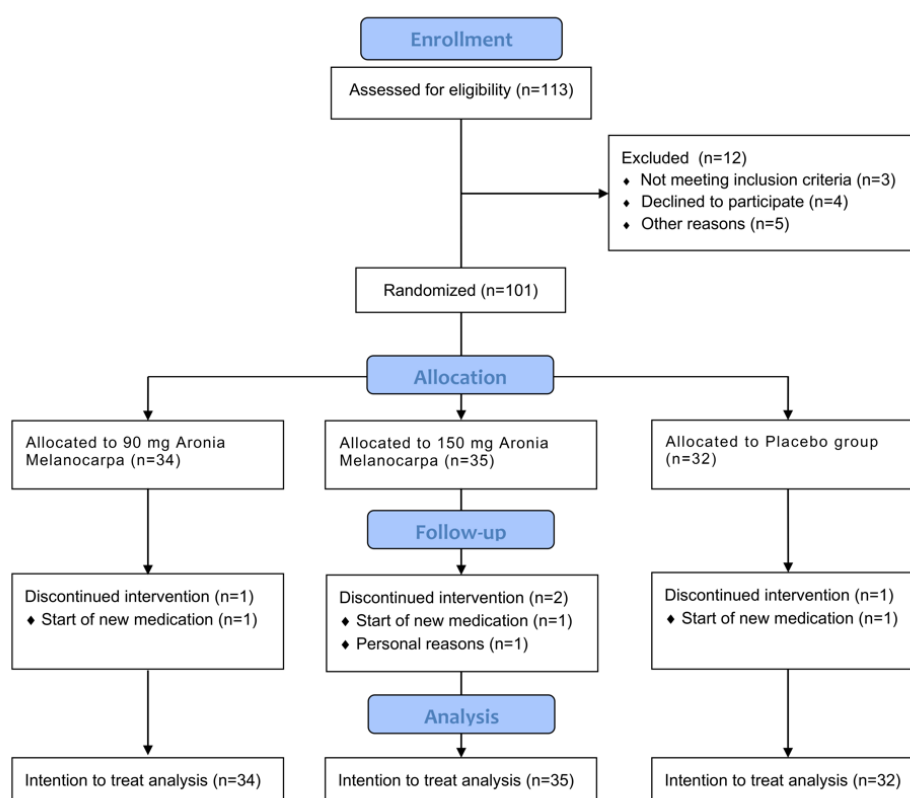 Enrollment
Assessed for eligibility (n=113)
Excluded (n=12)
♦ Not meeting inclusion criteria (n=3)
♦ Declined to participate (n=4)
♦ Other reasons (n=5)
Randomized (n=101)
Allocation
Allocated to 90 mg Aronia
Melanocarpa (n=34)
Allocated to 150 mg Aronia
Melanocarpa (n=35)
Allocated to Placebo group
(n=32)
Follow-up
Discontinued intervention (n=1)
♦ Start of new medication (n=1)
Discontinued intervention (n=2)
♦ Start of new medication (n=1)
♦ Personal reasons (n=1)
Discontinued intervention (n=1)
♦ Start of new medication (n=1)
Analysis
Intention to treat analysis (n=34)
Intention to treat analysis (n=35)
Intention to treat analysis (n=32)